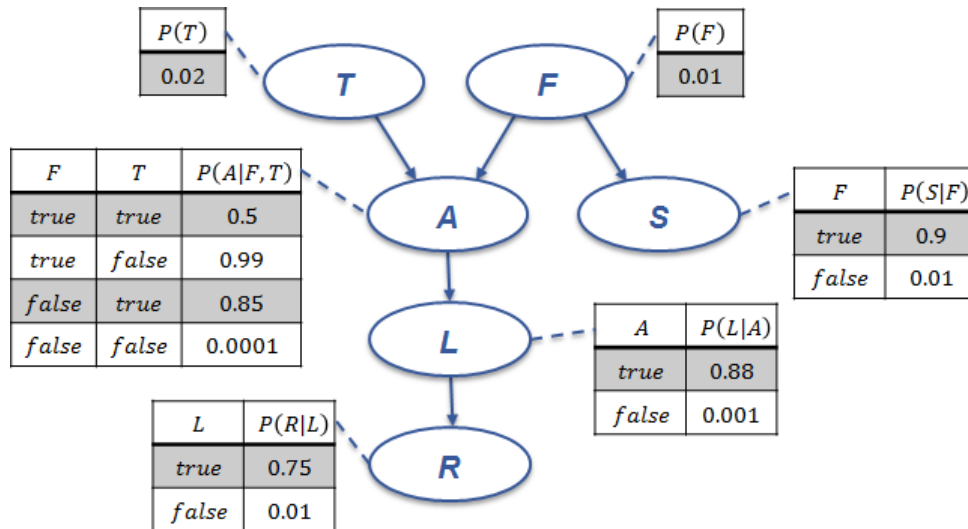 P(T)
0.02
T
F
P(F)
0.01
F T P(A|F,T)
true true 0.5
true false 0.99
false true 0.85
false false 0.0001
A
S
F P(S|F)
true 0.9
false 0.01
L
A P(L|A)
true 0.88
false 0.001
L P(R|L)
true 0.75
false 0.01
R